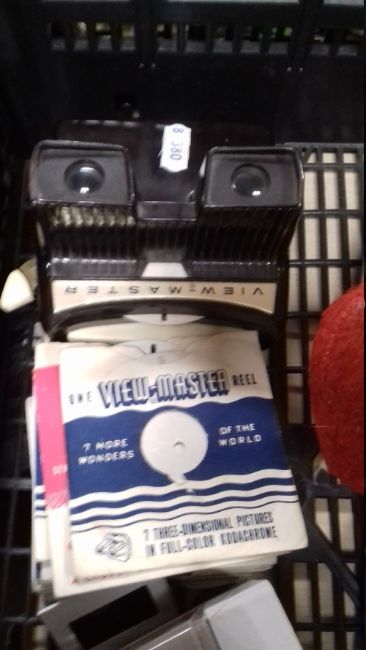 8 380
VIEW-MASTER
ONE VIEW-MASTER REEL
7 MORE WONDERS
OF THE WORLD
7 THREE-DIMENSIONAL PICTURES
IN FULL-COLOR KODACHROME